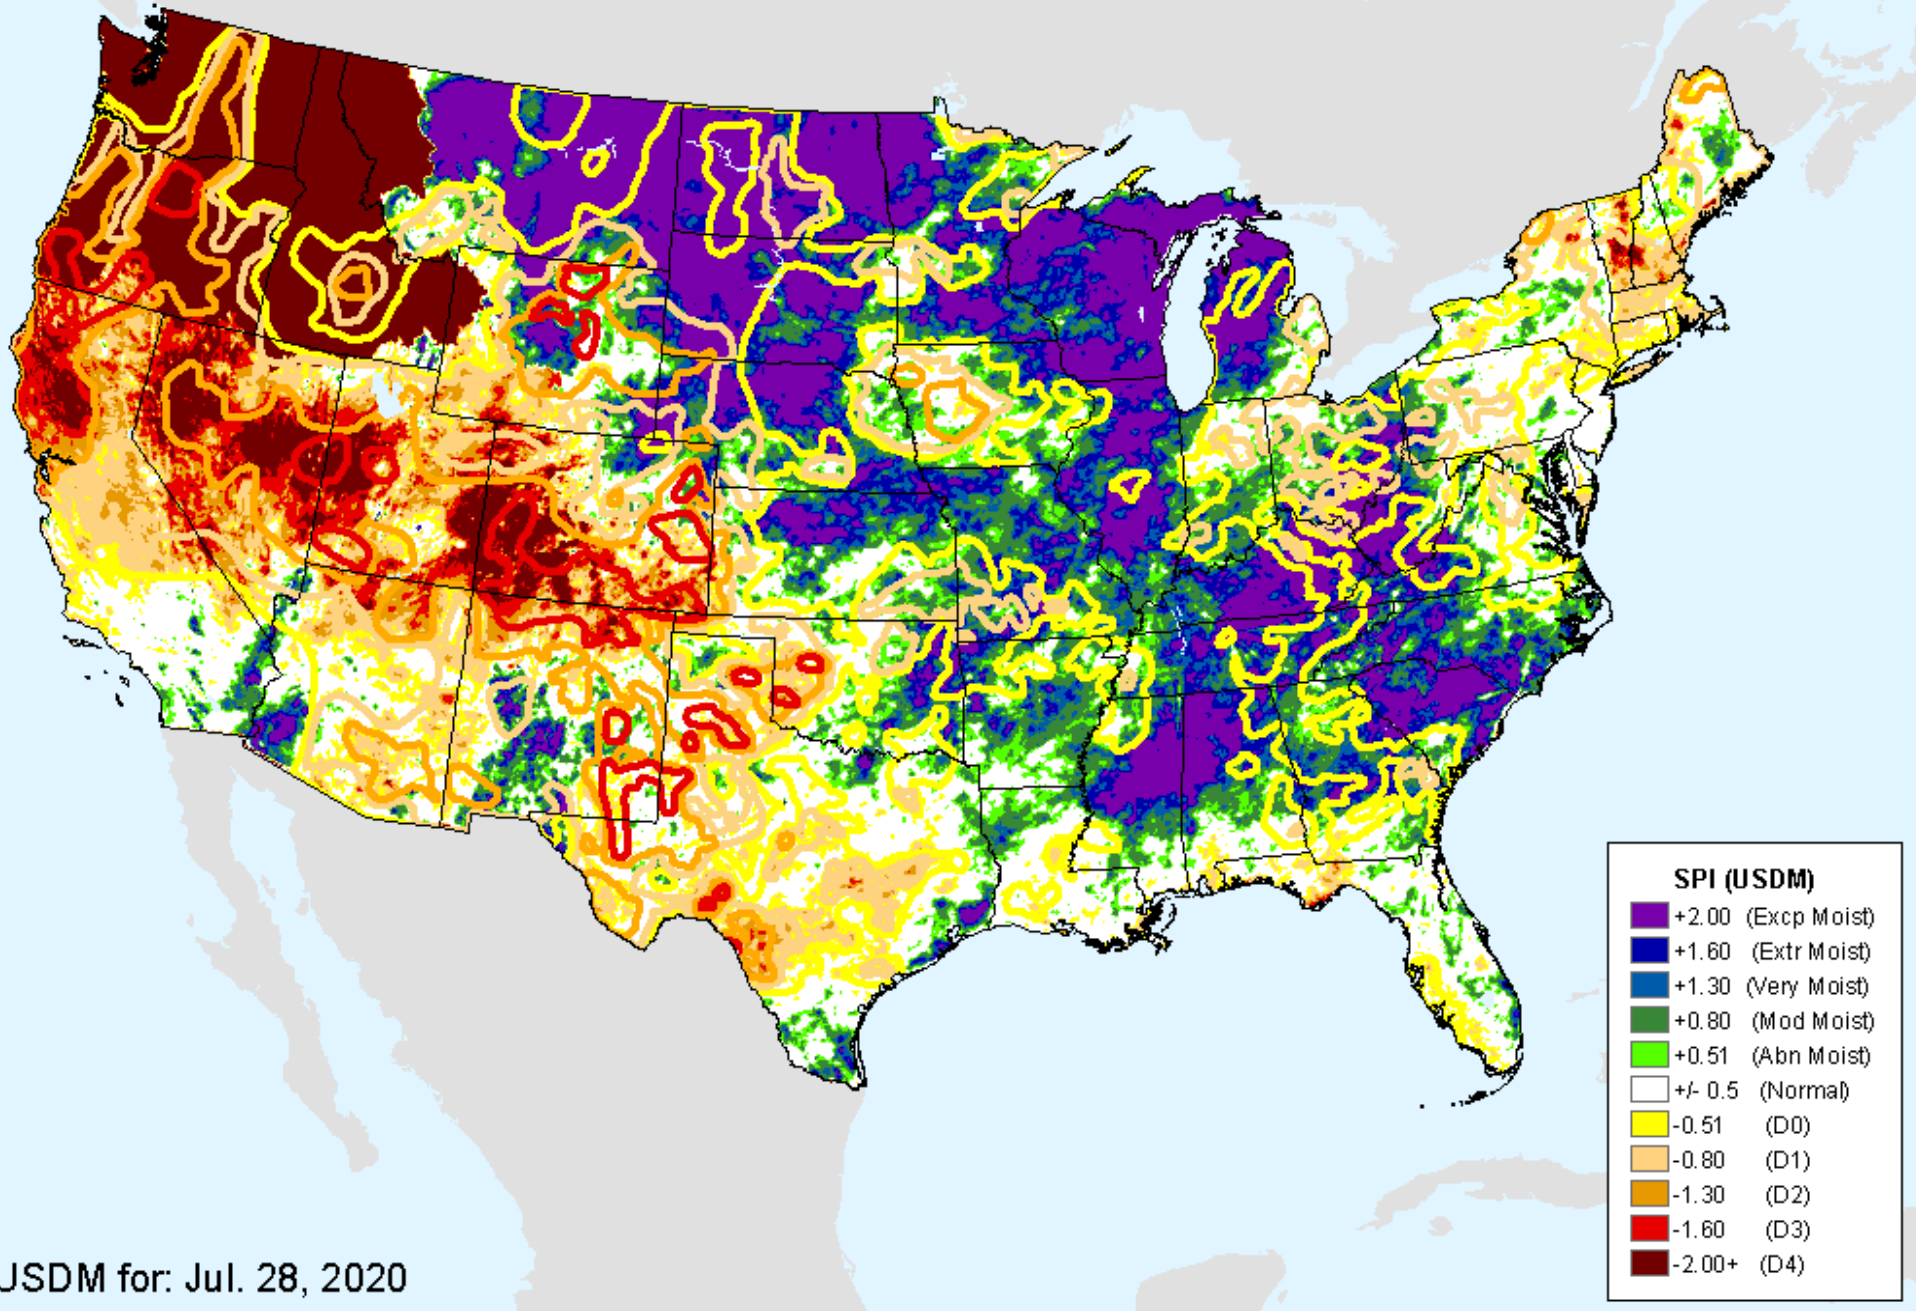 SPI (USDM)
+2.00 (Excp Moist)
+1.60 (Extr Moist)
+1.30 (Very Moist)
+0.80 (Mod Moist)
+0.51 (Abn Moist)
+/- 0.5 (Normal)
-0.51 (D0)
-0.80 (D1)
-1.30 (D2)
-1.60 (D3)
-2.00+ (D4)
USDM for: Jul. 28, 2020